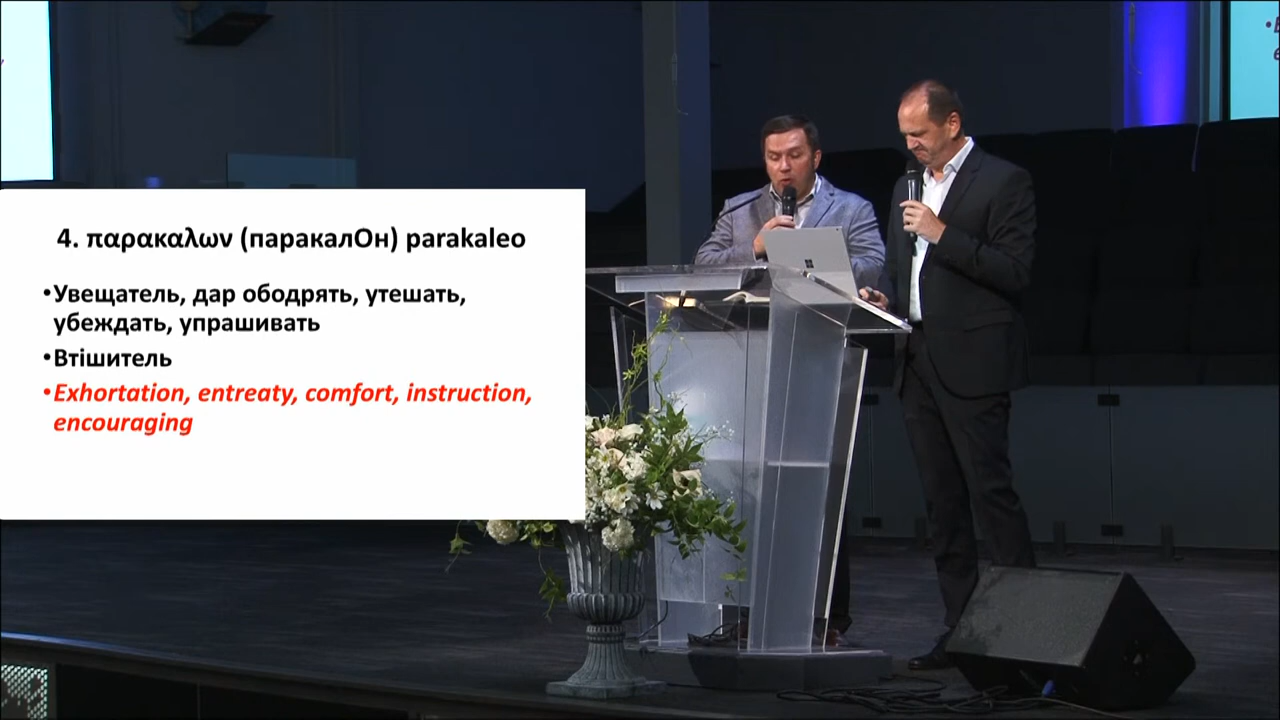 4. παρακαλων (паракалОн) parakaleo
•Увещатель, дар ободрять, утешать,
убеждать, упрашивать
•Втішитель
•Exhortation, entreaty, comfort, instruction,
encouraging